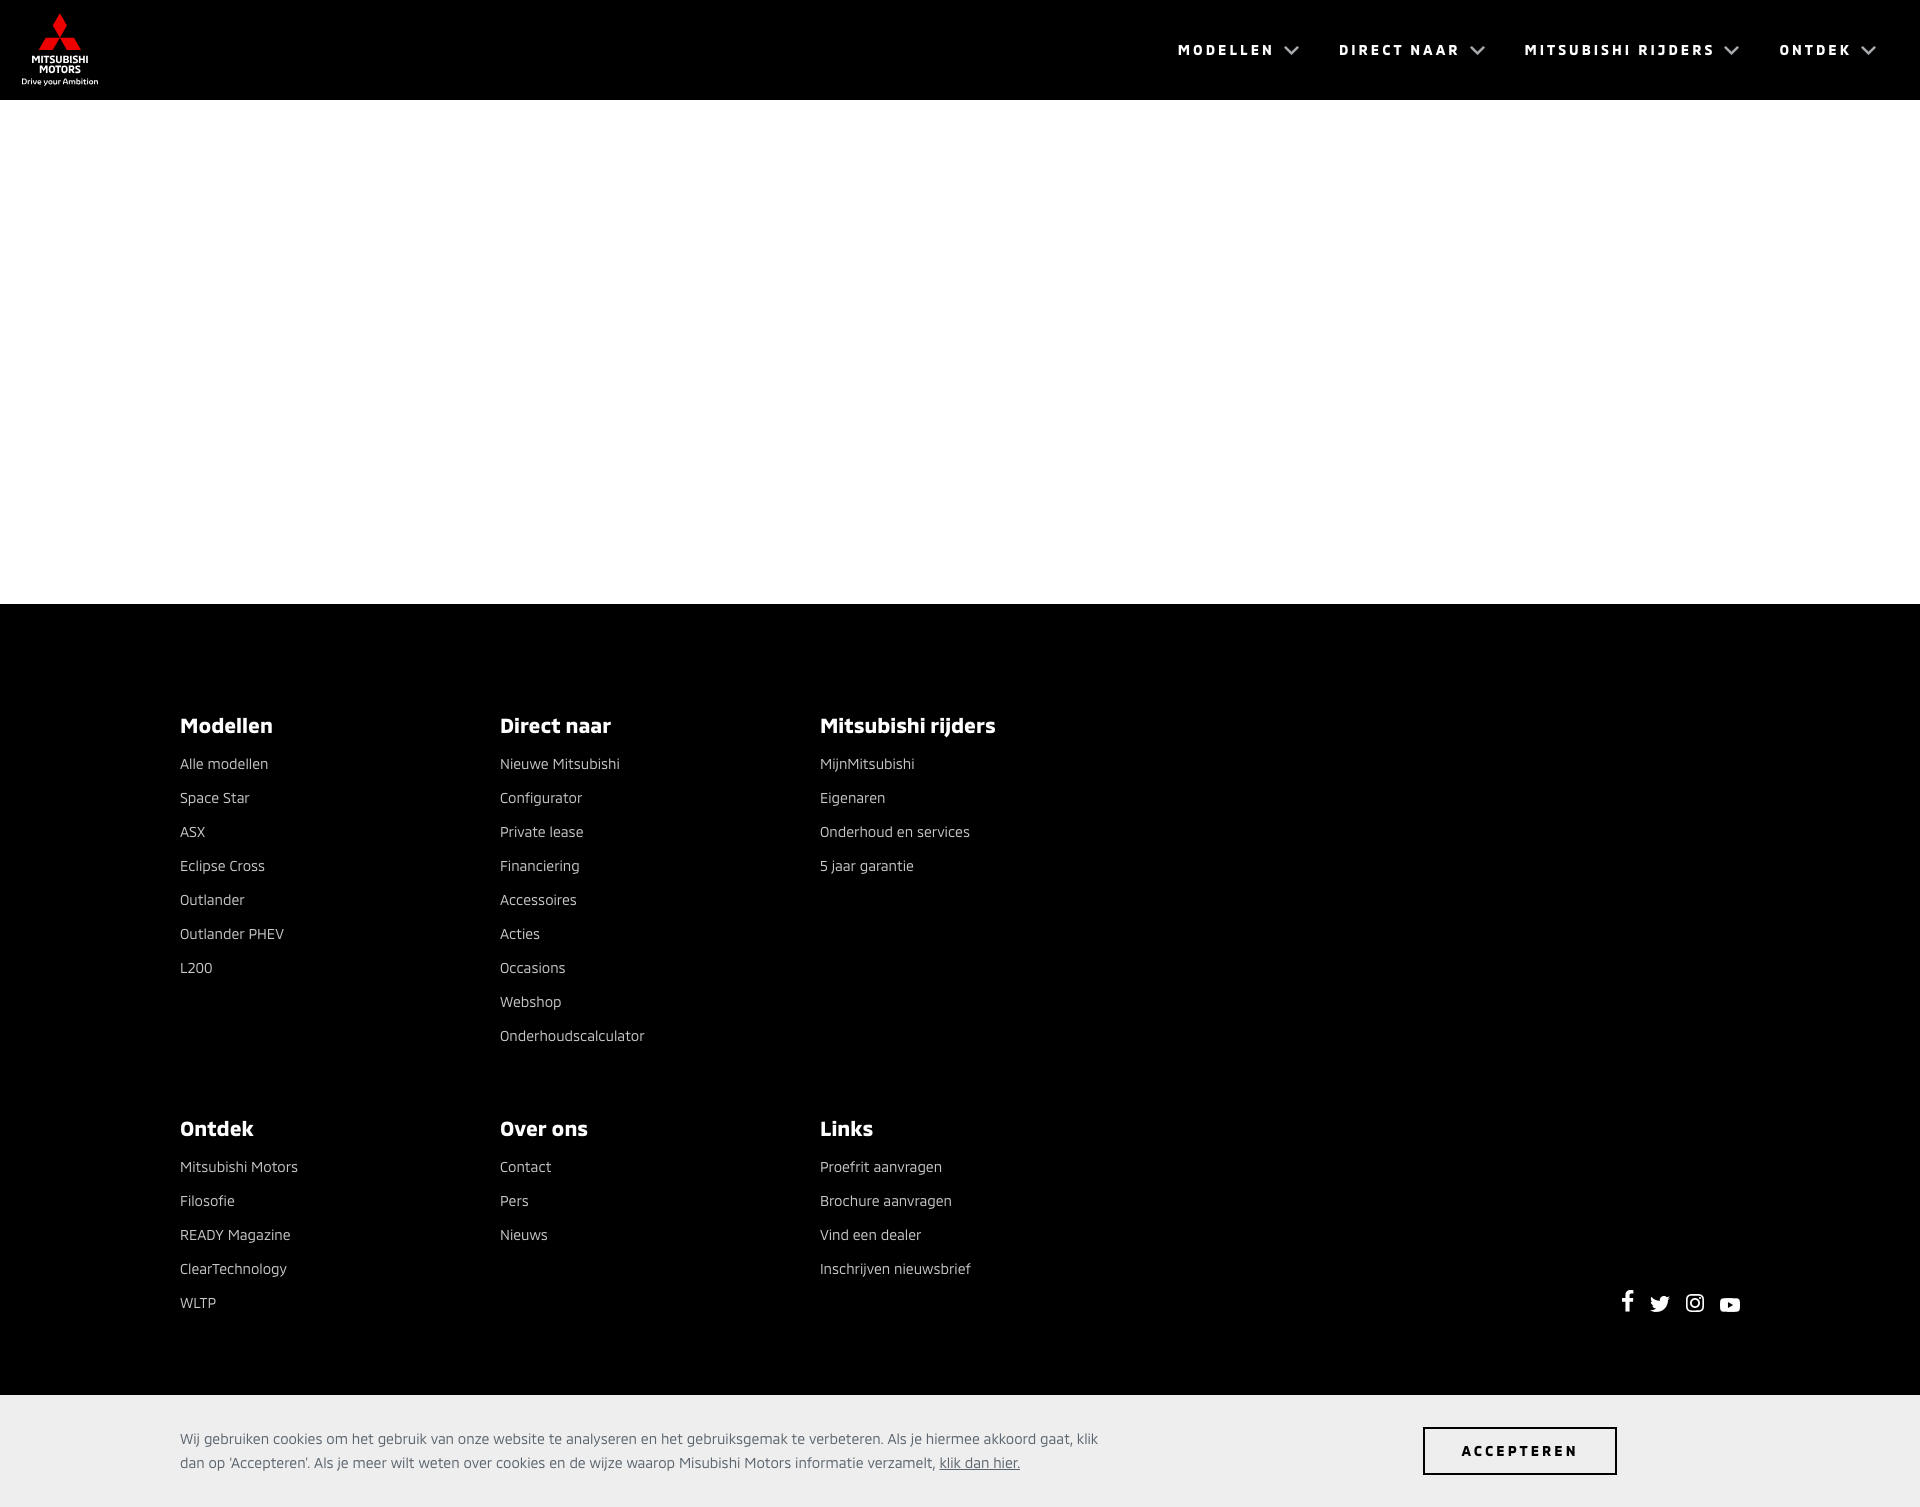 MITSUBISHI
MOTORS
Drive your Ambition
MODELLEN
DIRECT NAAR
MITSUBISHI RIJDERS
ONTDEK
Modellen
Alle modellen
Space Star
ASX
Eclipse Cross
Outlander
Outlander PHEV
L200
Direct naar
Nieuwe Mitsubishi
Configurator
Private lease
Financiering
Accessoires
Acties
Occasions
Webshop
Onderhoudscalculator
Mitsubishi rijders
MijnMitsubishi
Eigenaren
Onderhoud en services
5 jaar garantie
Ontdek
Mitsubishi Motors
Filosofie
READY Magazine
ClearTechnology
WLTP
Over ons
Contact
Pers
Nieuws
Links
Proefrit aanvragen
Brochure aanvragen
Vind een dealer
Inschrijven nieuwsbrief
Wij gebruiken cookies om het gebruik van onze website te analyseren en het gebruiksgemak te verbeteren. Als je hiermee akkoord gaat, klik
dan op 'Accepteren'. Als je meer wilt weten over cookies en de wijze waarop Misubishi Motors informatie verzamelt, klik dan hier.
ACCEPTEREN